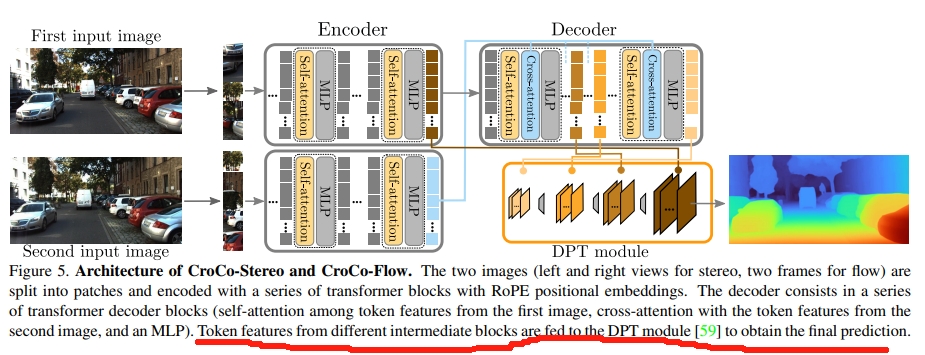 First input image
Encoder
Decoder
Self-attention
MLP
Self-attention
MLP
Self-attention
Cross-attention
MLP
Self-attention
Cross-attention
MLP
Self-attention
MLP
Self-attention
MLP
Second input image
DPT module
Figure 5. Architecture of CroCo-Stereo and CroCo-Flow. The two images (left and right views for stereo, two frames for flow) are
split into patches and encoded with a series of transformer blocks with RoPE positional embeddings. The decoder consists in a series
of transformer decoder blocks (self-attention among token features from the first image, cross-attention with the token features from the
second image, and an MLP). Token features from different intermediate blocks are fed to the DPT module [59] to obtain the final prediction.